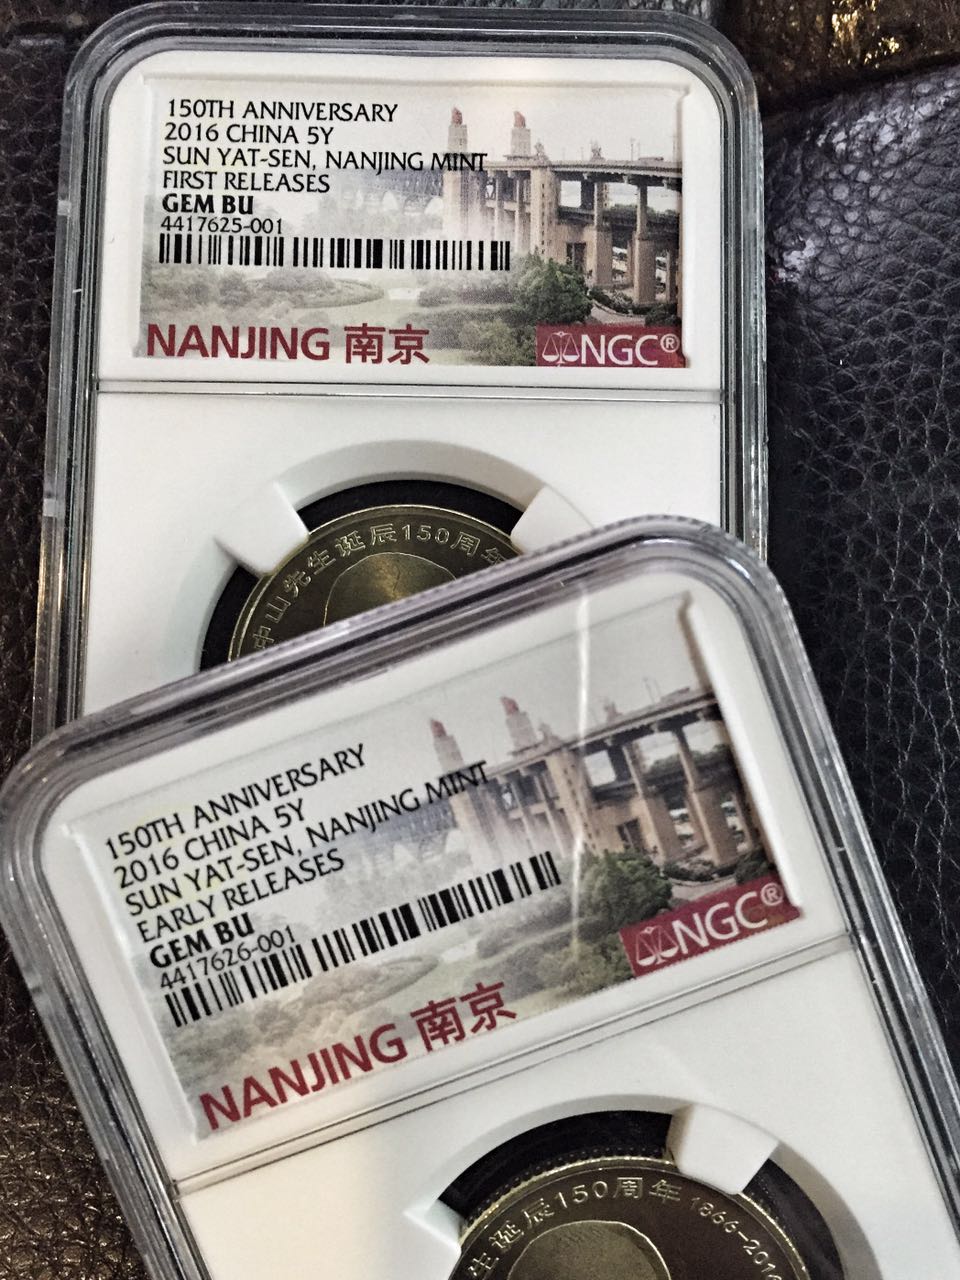 150TH ANNIVERSARY
2016 CHINA 5Y
SUN YAT-SEN, NANJING MINT
FIRST RELEASES
GEM BU
4417625-001
NANJING 南京
NGC®
中山先生诞辰150周年
150TH ANNIVERSARY
2016 CHINA 5Y
SUN YAT-SEN, NANJING MINT
EARLY RELEASES
GEM BU
4417626-001
NANJING 南京
NGC®
生诞辰150周年 1866-201